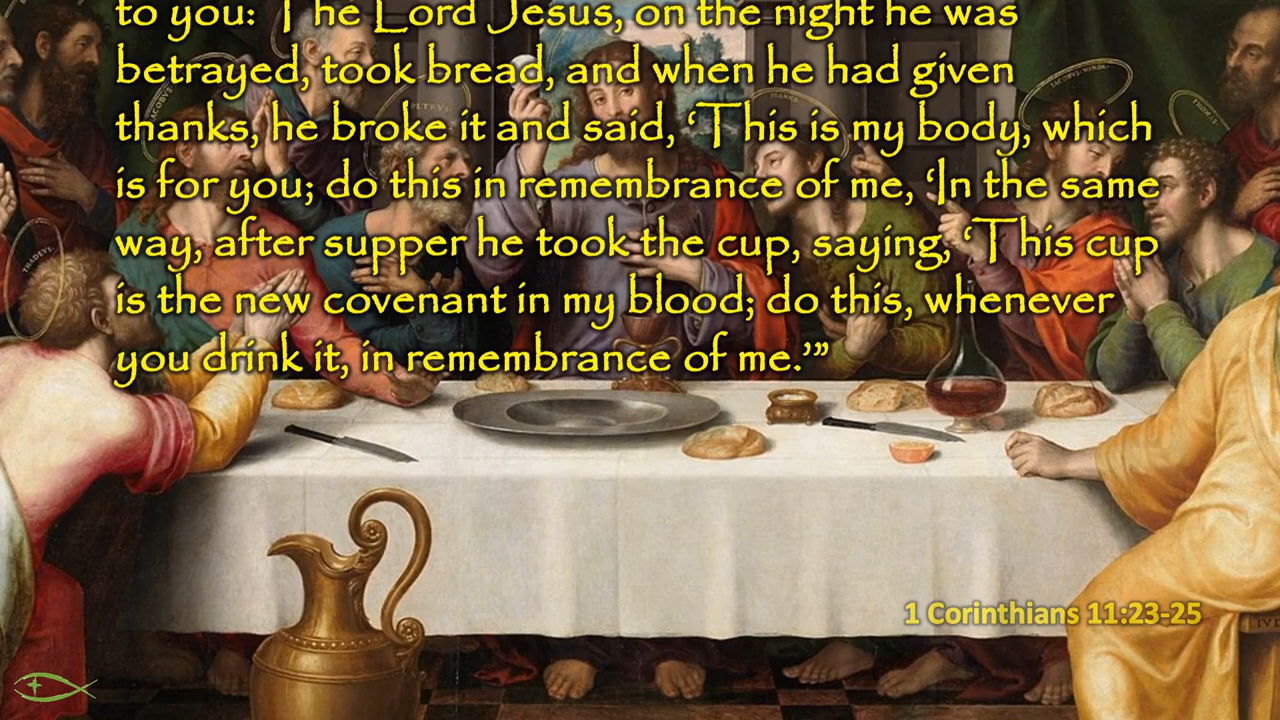 to you: The Lord Jesus, on the night he was
betrayed, took bread, and when he had given
thanks, he broke it and said, ‘This is my body, which
is for you; do this in remembrance of me, ‘In the same
way, after supper he took the cup, saying, ‘This cup
is the new covenant in my blood; do this, whenever
you drink it, in remembrance of me.’”
1 Corinthians 11:23-25